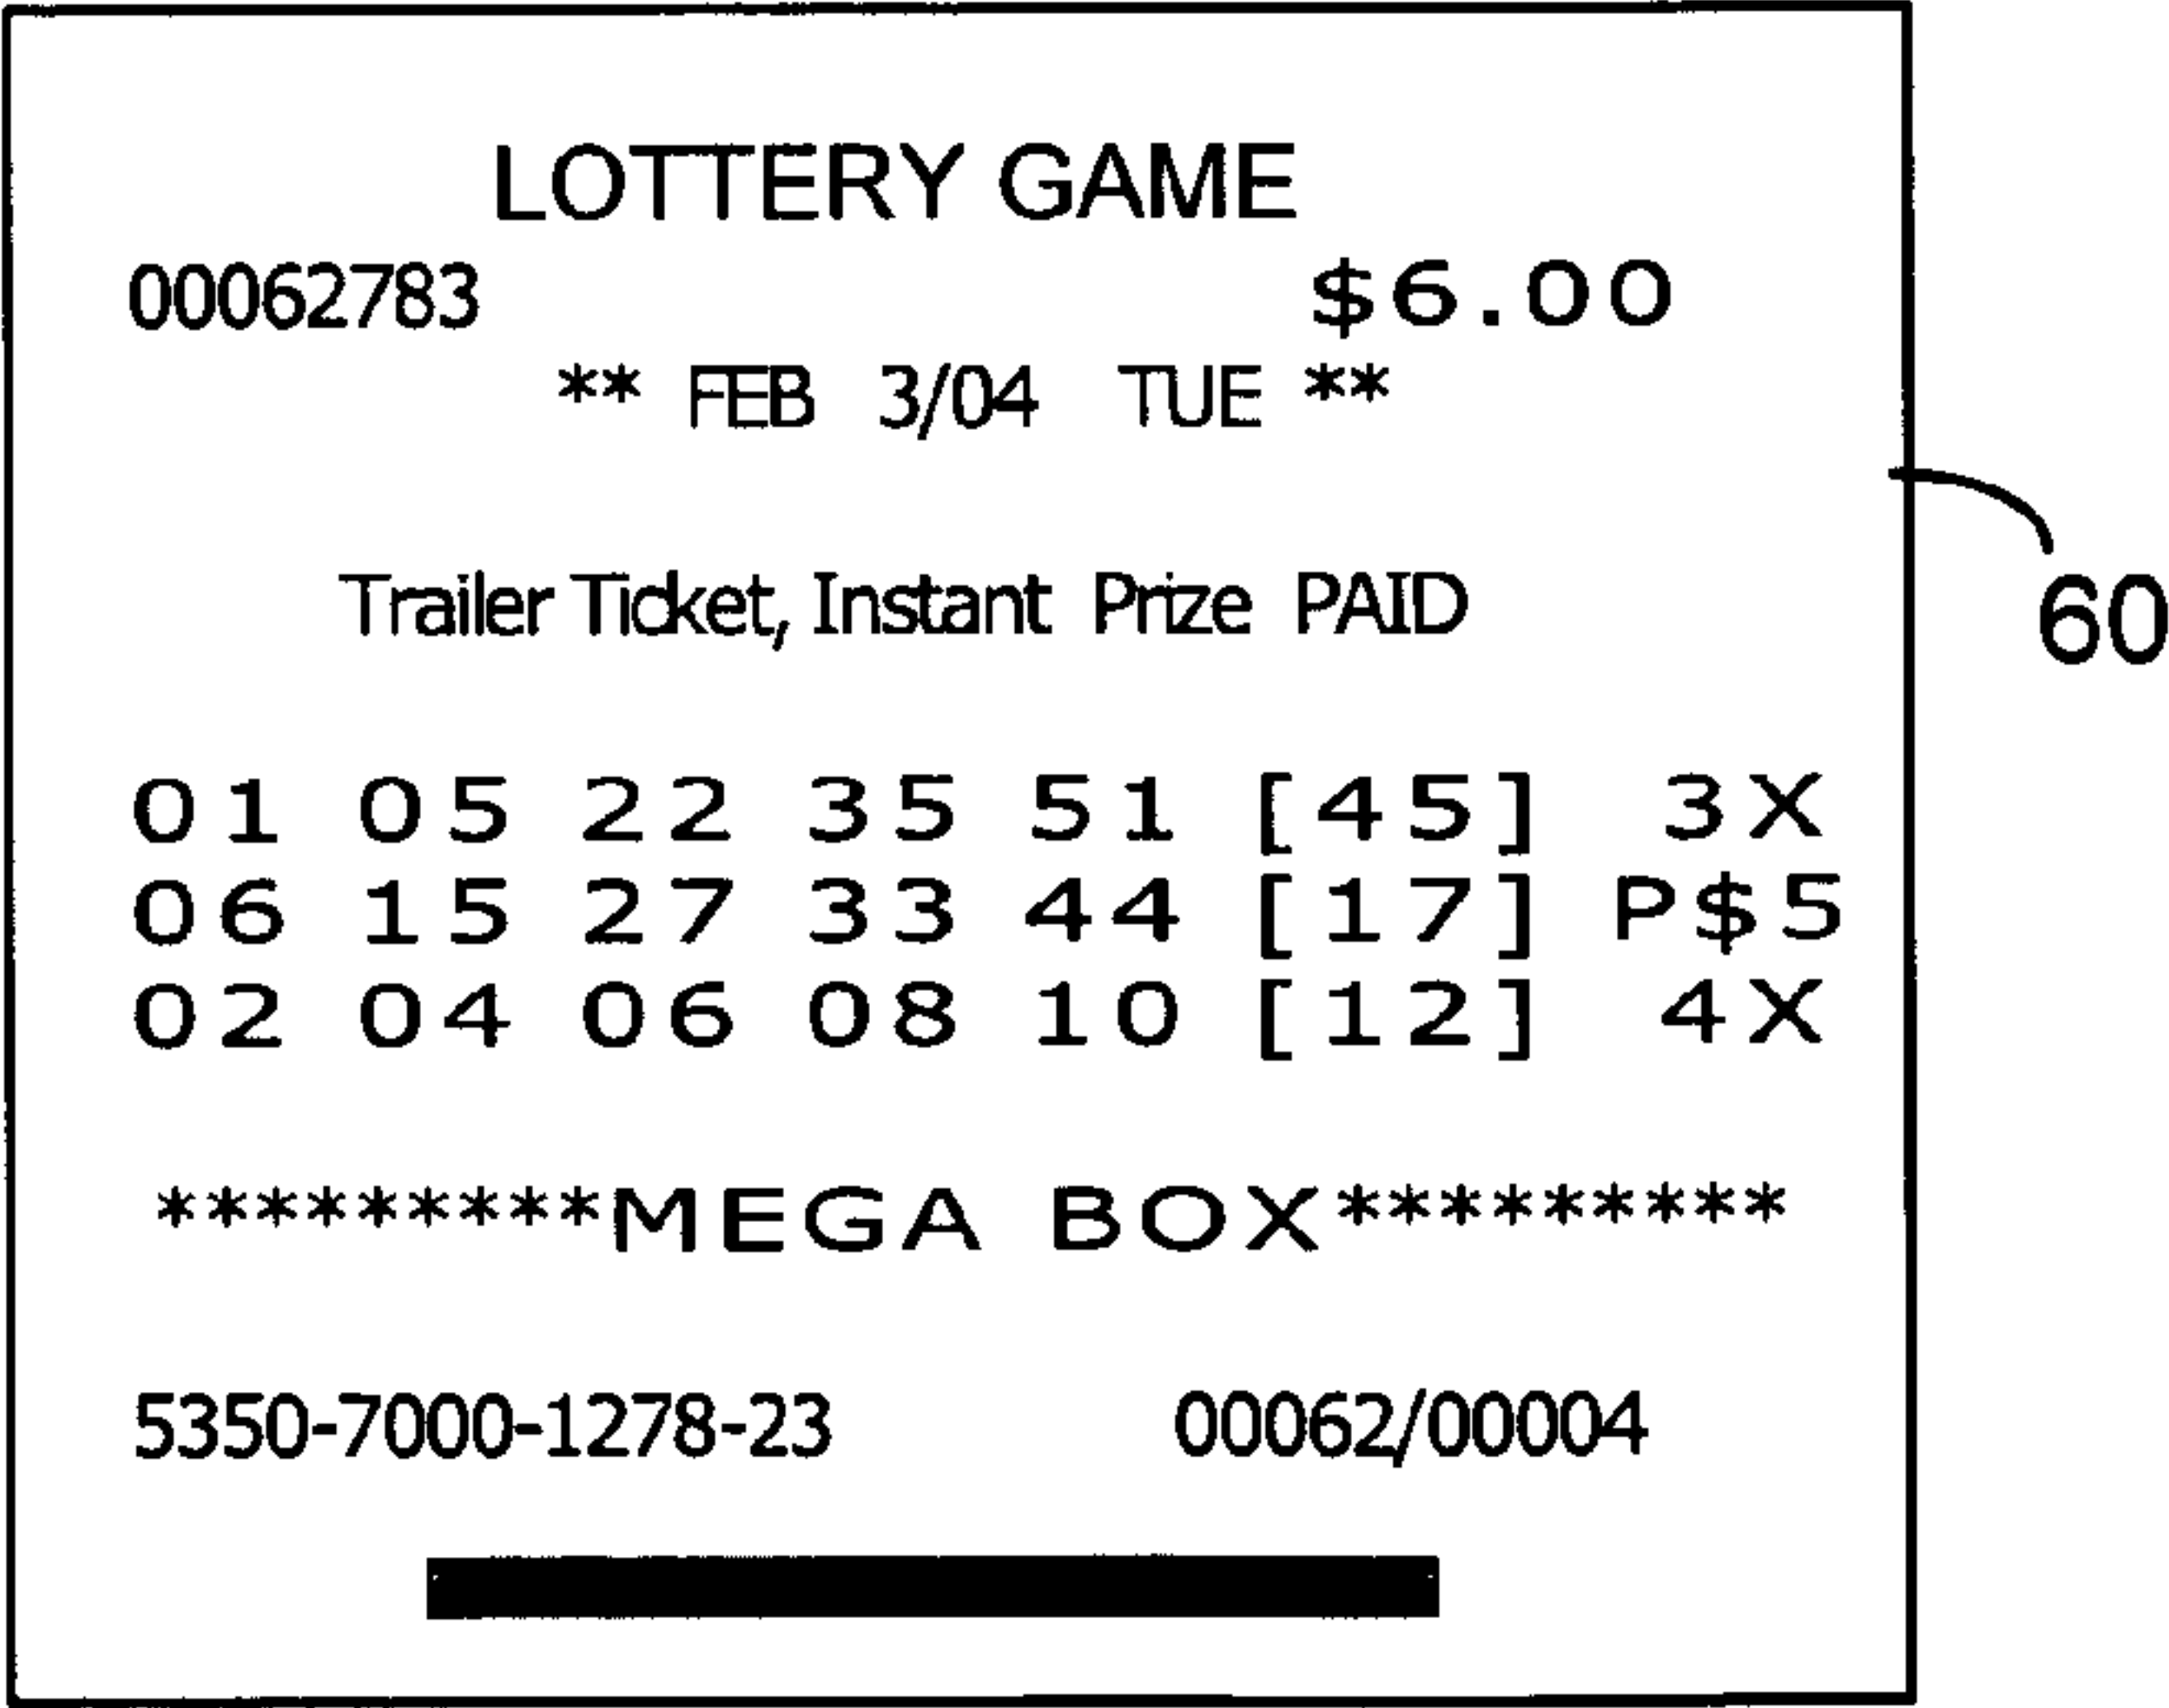 LOTTERY GAME
00062783 $6.00
** FEB 3/04 TUE **
Trailer Ticket, Instant Prize PAID
60
01 05 22 35 51 [45] 3X
06 15 27 33 44 [17] P$5
02 04 06 08 10 [12] 4X
*********MEGA BOX*********
5350-7000-1278-23 00062/00004